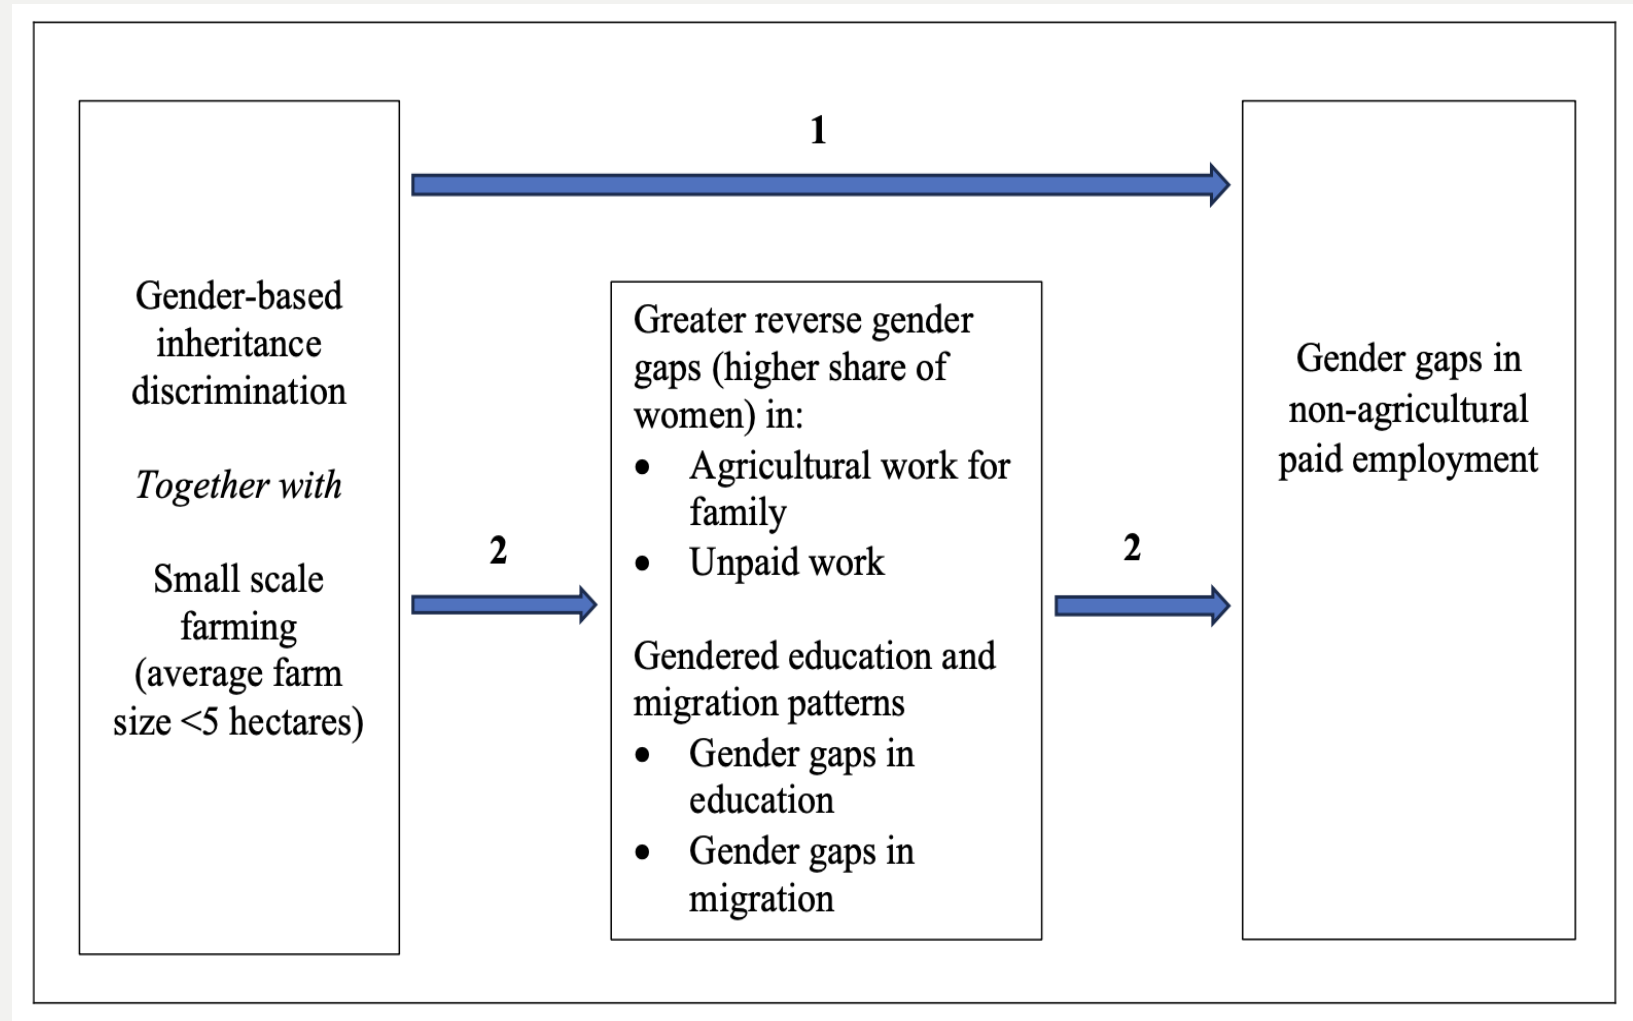 1
Gender-based
inheritance
discrimination
Together with
Small scale
farming
(average farm
size <5 hectares)
2
Greater reverse gender
gaps (higher share of
women) in:
• Agricultural work for
family
• Unpaid work
Gendered education and
migration patterns
• Gender gaps in
education
• Gender gaps in
migration
2
Gender gaps in
non-agricultural
paid employment